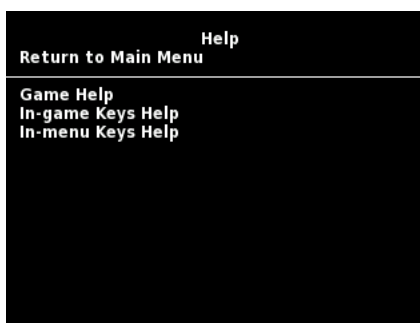 Help
Return to Main Menu
Game Help
In-game Keys Help
In-menu Keys Help